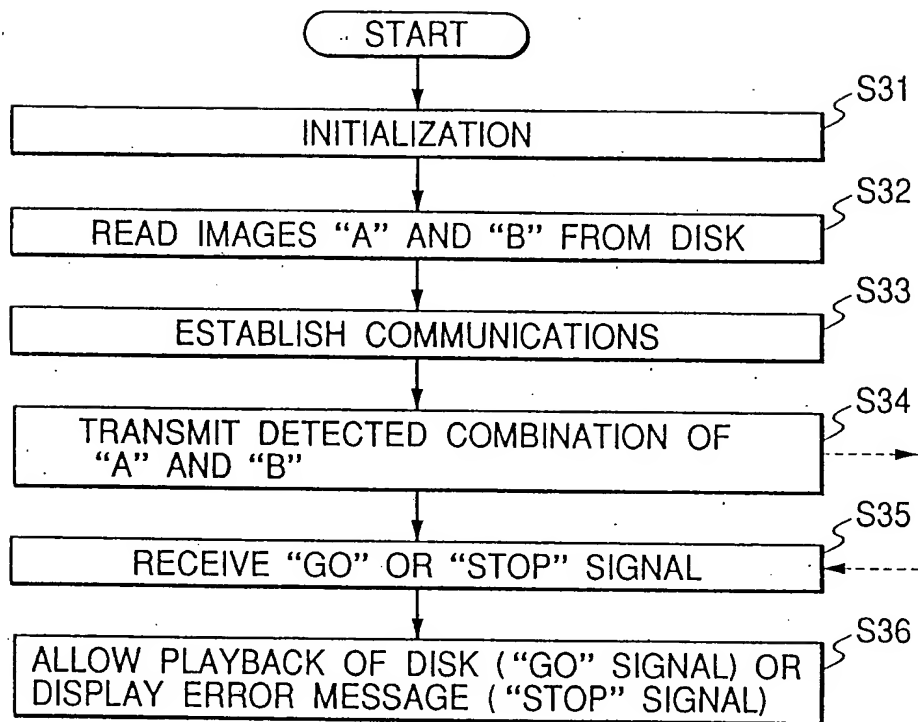 START
S31
INITIALIZATION
S32
READ IMAGES “A” AND “B” FROM DISK
S33
ESTABLISH COMMUNICATIONS
S34
TRANSMIT DETECTED COMBINATION OF
“A” AND “B”
S35
RECEIVE “GO” OR “STOP” SIGNAL
S36
ALLOW PLAYBACK OF DISK (“GO” SIGNAL) OR
DISPLAY ERROR MESSAGE (“STOP” SIGNAL)